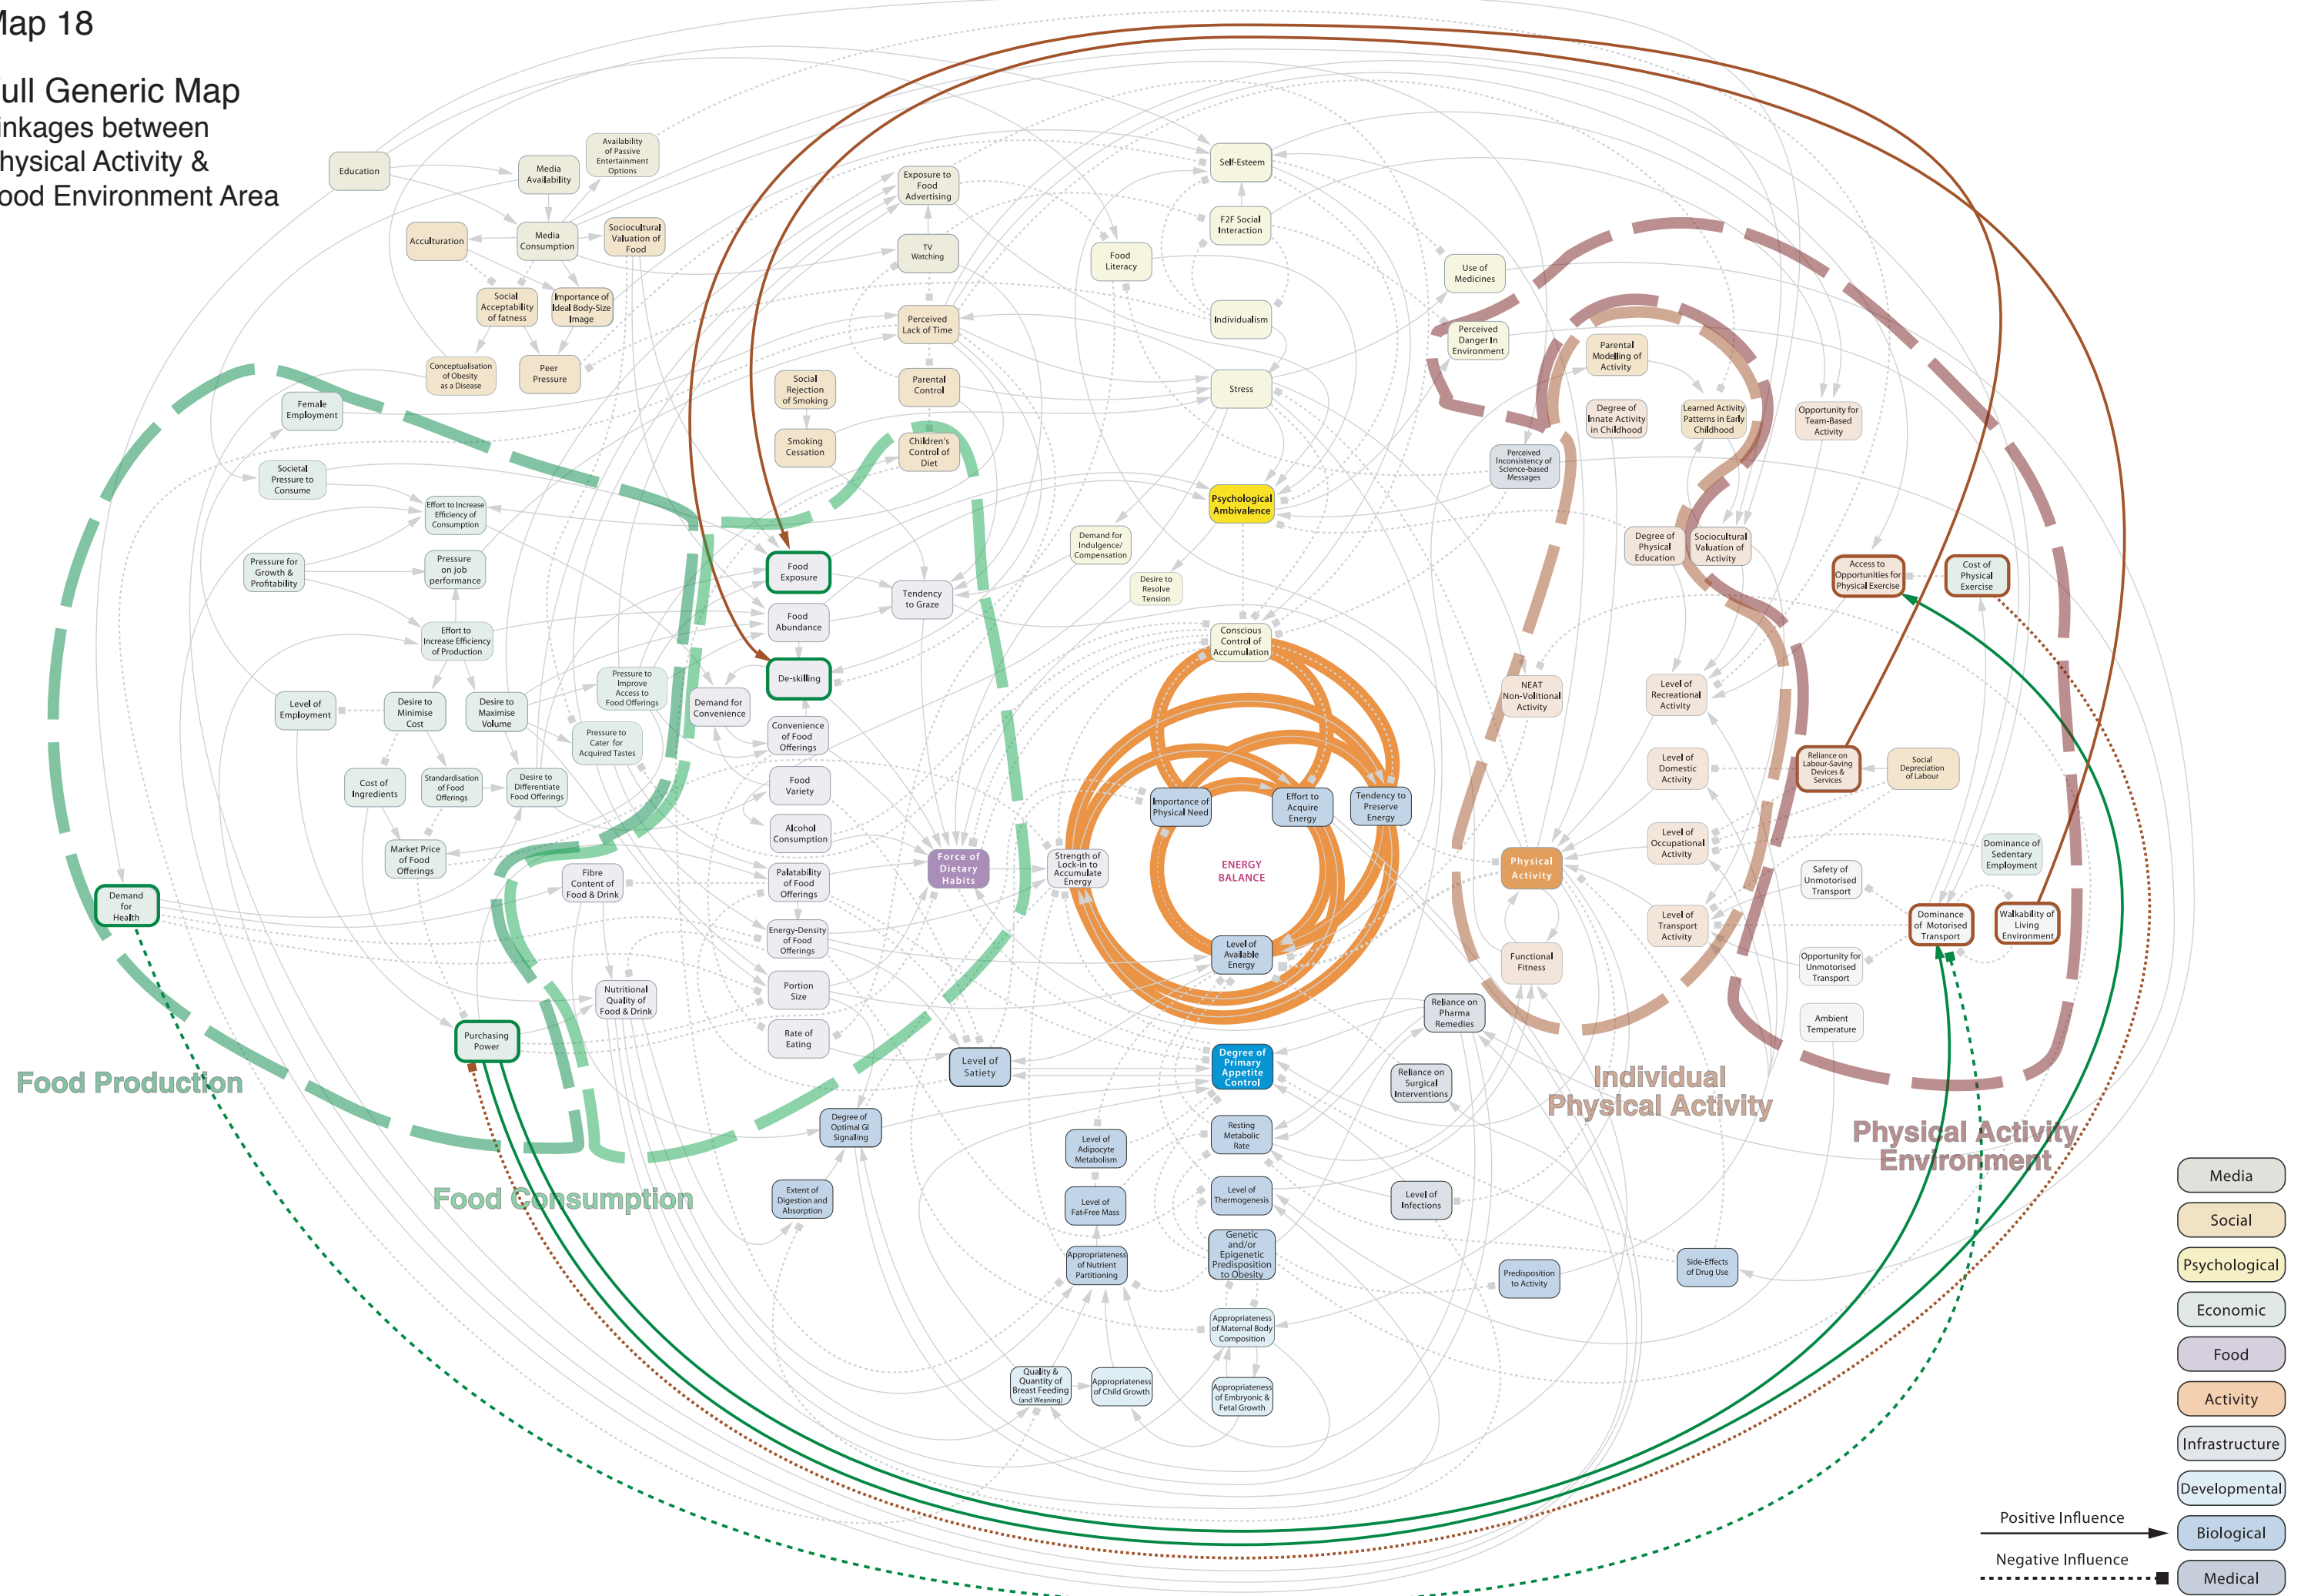 Map 18
ull Generic Map
inkages between
hysical Activity &
ood Environment Area
Education
Media
Availability
Availability
of Passive
Entertainment
Options
Acculturation
Media
Consumption
Sociocultural
Valuation of
Food
Social
Acceptability
of fatness
Importance of
Ideal Body-Size
Image
Conceptualisation
of Obesity
as a Disease
Peer
Pressure
Exposure to
Food
Advertising
TV
Watching
Perceived
Lack of Time
Parental
Control
Children's
Control of
Diet
Social
Rejection
of Smoking
Smoking
Cessation
Self-Esteem
F2F Social
Interaction
Food
Literacy
Individualism
Stress
Psychological
Ambivalence
Demand for
Indulgence/
Compensation
Desire to
Resolve
Tension
Conscious
Control of
Accumulation
Use of
Medicines
Perceived
Danger In
Environment
Parental
Modelling of
Activity
Degree of
Innate Activity
in Childhood
Learned Activity
Patterns in Early
Childhood
Opportunity for
Team-Based
Activity
Perceived
Inconsistency of
Science-based
Messages
Degree of
Physical
Education
Sociocultural
Valuation of
Activity
Access to
Opportunities for
Physical Exercise
Cost of
Physical
Exercise
Female
Employment
Societal
Pressure to
Consume
Effort to Increase
Efficiency of
Consumption
Pressure for
Growth &
Profitability
Pressure
on job
performance
Effort to
Increase Efficiency
of Production
Level of
Employment
Desire to
Minimise
Cost
Desire to
Maximise
Volume
Pressure to
Improve
Access to
Food Offerings
Pressure to
Cater for
Acquired Tastes
Cost of
Ingredients
Standardisation
of Food
Offerings
Desire to
Differentiate
Food Offerings
Market Price
of Food
Offerings
Demand
for
Health
Purchasing
Power
Food Production
Food
Exposure
Food
Abundance
De-skilling
Demand for
Convenience
Convenience
of Food
Offerings
Food
Variety
Alcohol
Consumption
Tendency
to Graze
Fibre
Content of
Food & Drink
Palatability
of Food
Offerings
Energy-Density
of Food
Offerings
Nutritional
Quality of
Food & Drink
Portion
Size
Rate of
Eating
Force of
Dietary
Habits
Food Consumption
Importance of
Physical Need
Effort to
Acquire
Energy
Tendency to
Preserve
Energy
Strength of
Lock-in to
Accumulate
Energy
ENERGY
BALANCE
Level of
Available
Energy
Level of
Satiety
Degree of
Primary
Appetite
Control
Degree of
Optimal GI
Signalling
Extent of
Digestion and
Absorption
Level of
Adipocyte
Metabolism
Level of
Fat-Free Mass
Appropriateness
of Nutrient
Partitioning
Resting
Metabolic
Rate
Level of
Thermogenesis
Genetic
and/or
Epigenetic
Predisposition
to Obesity
Appropriateness
of Maternal Body
Composition
Quality &
Quantity of
Breast Feeding
(and Weaning)
Appropriateness
of Child Growth
Appropriateness
of Embryonic &
Fetal Growth
NEAT
Non-Volitional
Activity
Level of
Recreational
Activity
Level of
Domestic
Activity
Level of
Occupational
Activity
Level of
Transport
Activity
Physical
Activity
Functional
Fitness
Reliance on
Labour-Saving
Devices &
Services
Social
Depreciation
of Labour
Dominance of
Sedentary
Employment
Safety of
Unmotorised
Transport
Dominance
of Motorised
Transport
Walkability of
Living
Environment
Opportunity for
Unmotorised
Transport
Ambient
Temperature
Reliance on
Pharma
Remedies
Reliance on
Surgical
Interventions
Level of
Infections
Predisposition
to Activity
Side-Effects
of Drug Use
Individual
Physical Activity
Physical Activity
Environment
Media
Social
Psychological
Economic
Food
Activity
Infrastructure
Developmental
Biological
Medical
Positive Influence
Negative Influence